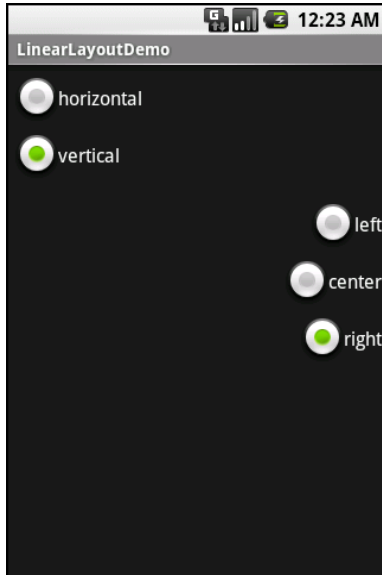 G 12:23 AM
LinearLayoutDemo
horizontal
vertical
left
center
right